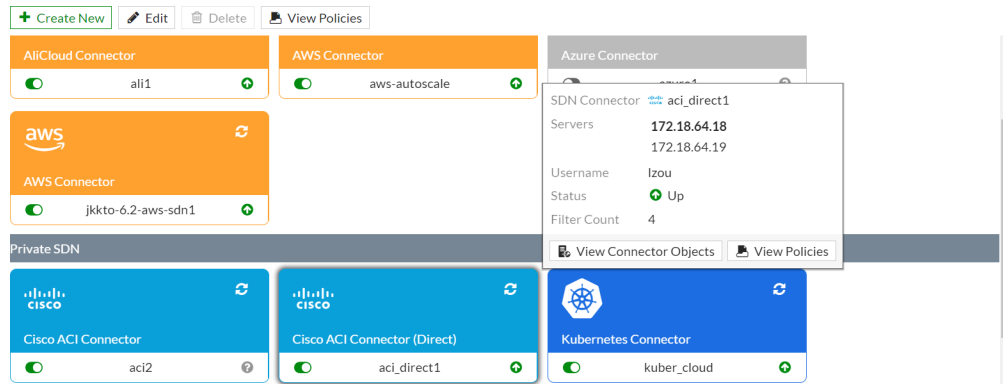 Create New Edit Delete View Policies
AliCloud Connector AWS Connector Azure Connector
ali1 aws-autoscale azure1
SDN Connector aci_direct1
Servers 172.18.64.18
172.18.64.19
Username lzou
Status Up
Filter Count 4
View Connector Objects View Policies
aws
AWS Connector
jkkto-6.2-aws-sdn1
Private SDN
CISCO CISCO
Cisco ACI Connector Cisco ACI Connector (Direct) Kubernetes Connector
aci2 aci_direct1 kuber_cloud